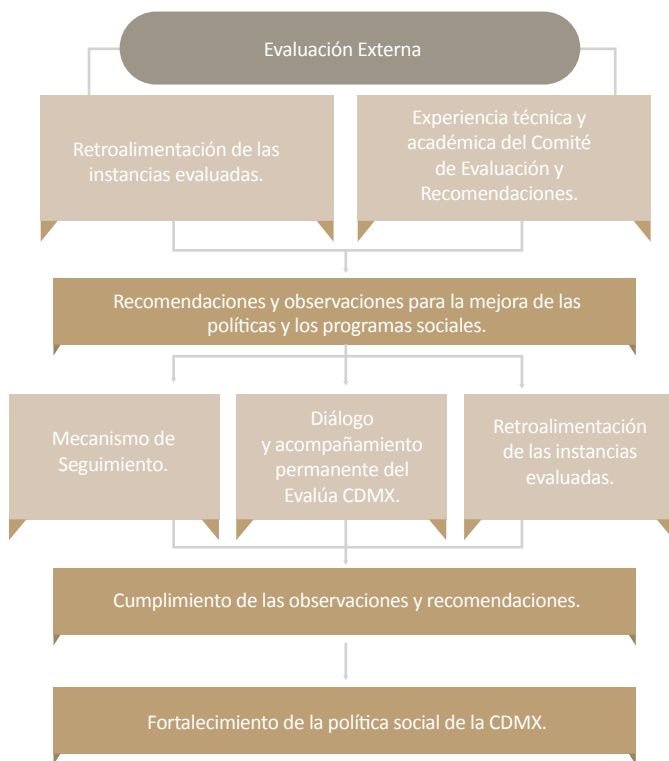 Evaluación Externa
Retroalimentación de las
instancias evaluadas.
Experiencia técnica y
académica del Comité
de Evaluación y
Recomendaciones.
Recomendaciones y observaciones para la mejora de las
políticas y los programas sociales.
Mecanismo de
Seguimiento.
Diálogo
y acompañamiento
permanente del
Evalúa CDMX.
Retroalimentación
de las instancias
evaluadas.
Cumplimiento de las observaciones y recomendaciones.
Fortalecimiento de la política social de la CDMX.